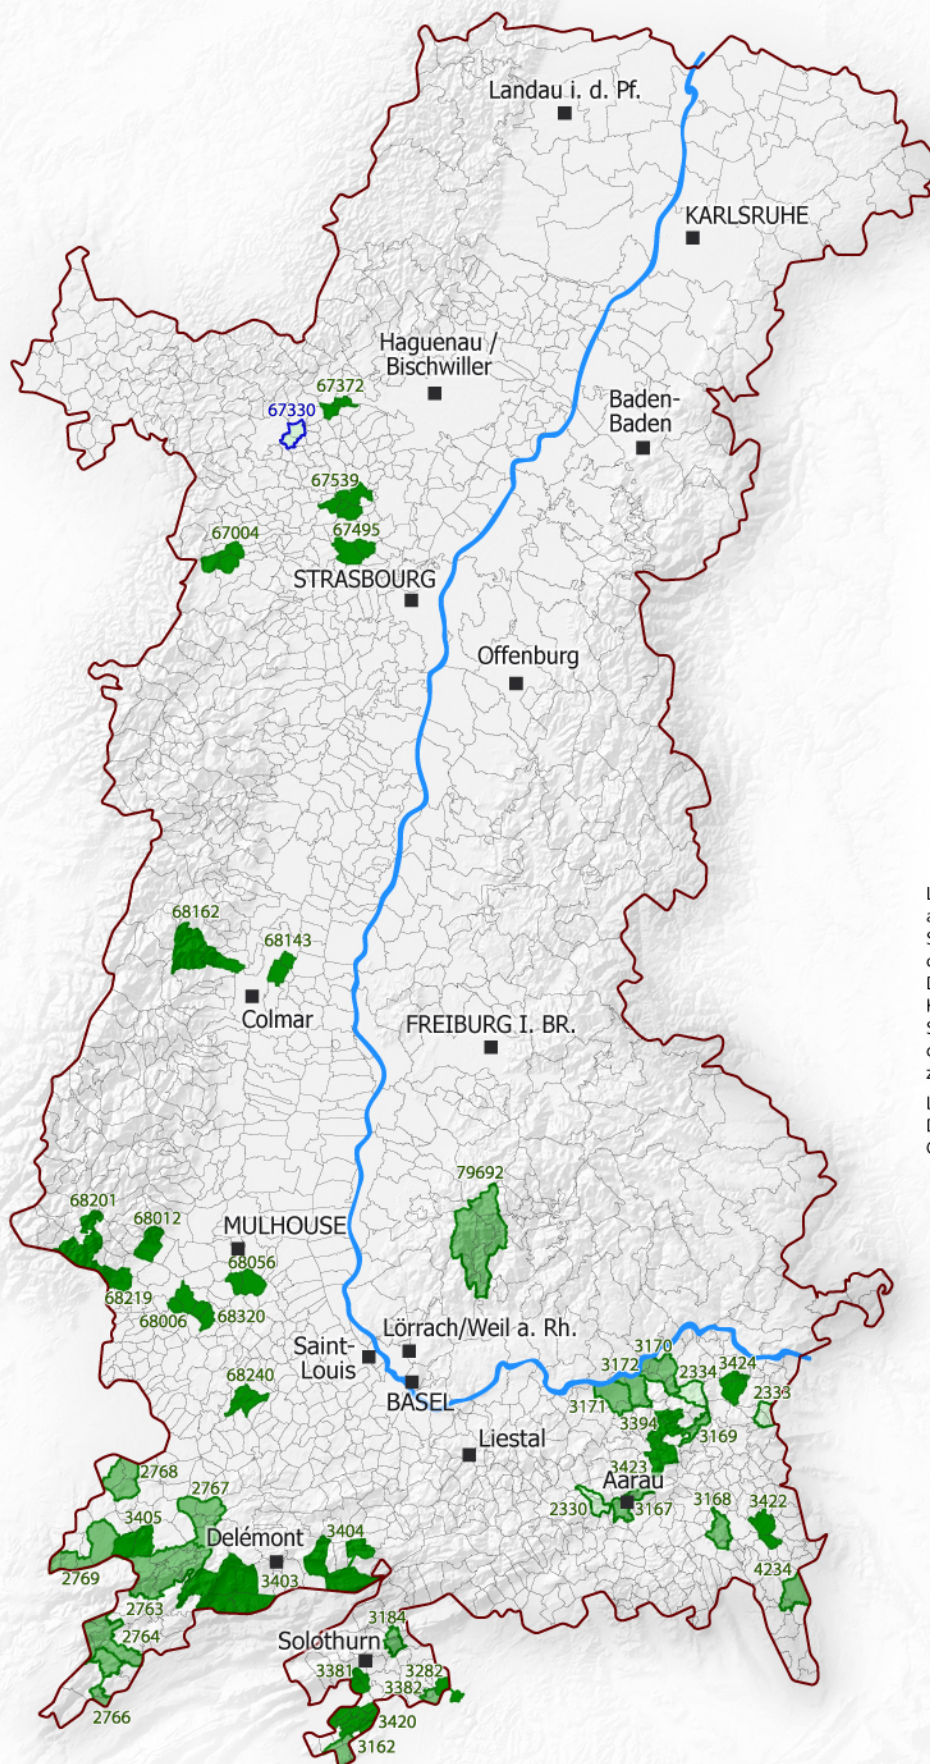 Landau i. d. Pf.
KARLSRUHE
Haguenau /
Bischwiller
67372
67330
Baden-
Baden
67539
67004
67495
STRASBOURG
Offenburg
68162
68143
Colmar
FREIBURG I. BR.
79692
68201
68012
MULHOUSE
68056
68219
68006
68320
Lörrach/Weil a. Rh.
Saint-
Louis
BASEL
68240
3170
3172
2334
3424
3171
2333
3394
3169
Liestal
3423
Aarau
2768
2767
2330
3167
3168
3422
3405
Delémont
3404
2769
3403
4234
2763
2764
3184
Solothurn
3381
3282
3382
2766
3420
3162